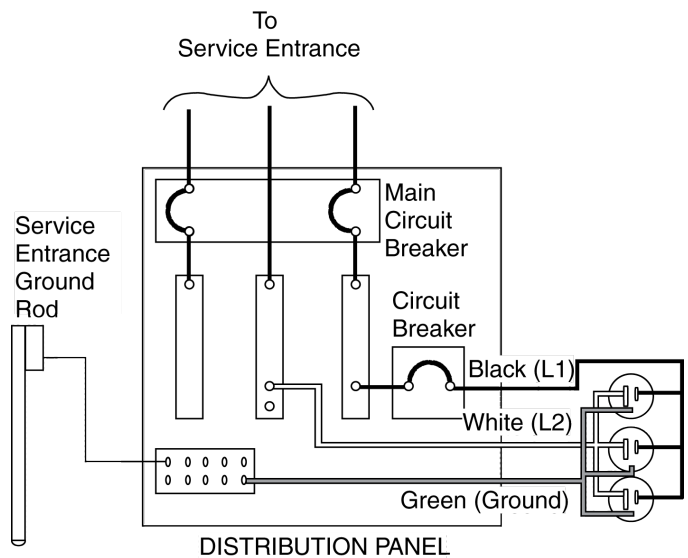 To
Service Entrance
Main
Circuit
Breaker
Service
Entrance
Ground
Rod
Circuit
Breaker
Black (L1)
White (L2)
Green (Ground)
DISTRIBUTION PANEL